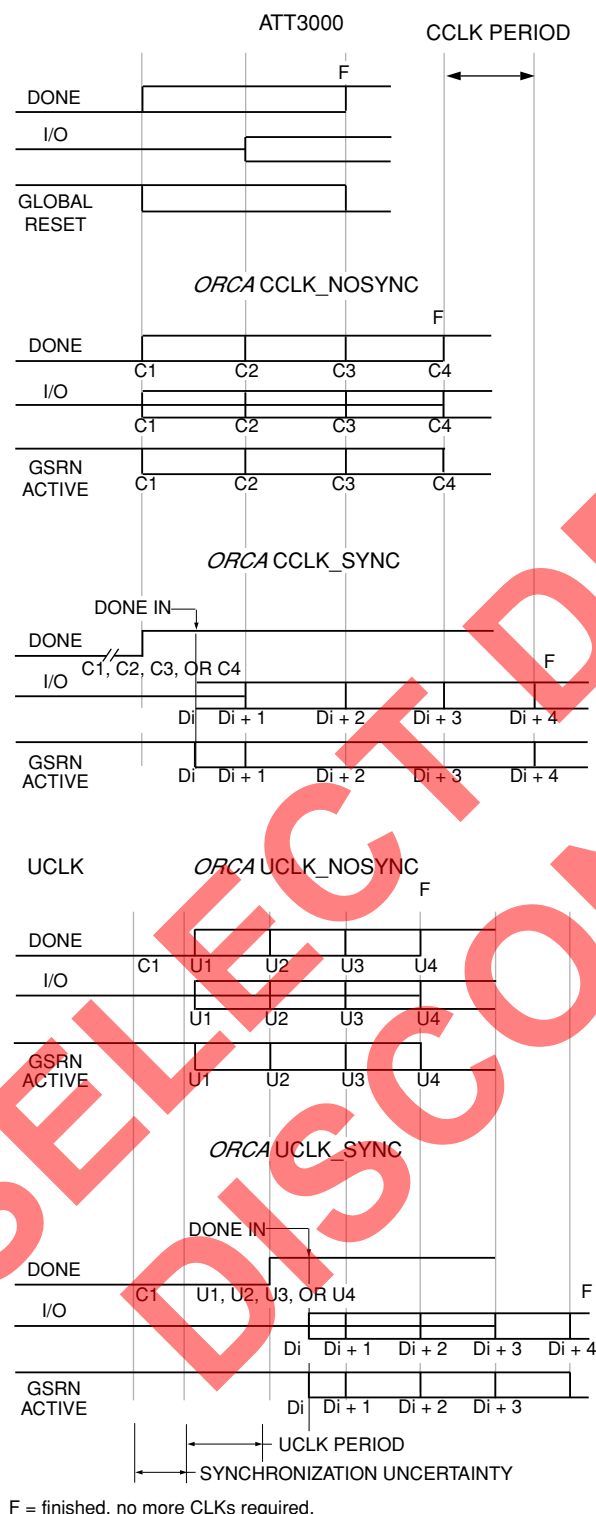 ATT3000
CCLK PERIOD
F
DONE
I/O
GLOBAL
RESET
ORCA CCLK_NOSYNC
F
DONE
C1 C2 C3 C4
I/O
C1 C2 C3 C4
GSRN
ACTIVE
C1 C2 C3 C4
ORCA CCLK_SYNC
DONE IN
DONE
C1, C2, C3, OR C4
F
I/O
Di Di + 1 Di + 2 Di + 3 Di + 4
GSRN
ACTIVE
Di Di + 1 Di + 2 Di + 3 Di + 4
UCLK
ORCA UCLK_NOSYNC
F
DONE
C1 U1 U2 U3 U4
I/O
U1 U2 U3 U4
GSRN
ACTIVE
U1 U2 U3 U4
ORCA UCLK_SYNC
DONE IN
DONE
C1 U1, U2, U3, OR U4
F
I/O
Di Di + 1 Di + 2 Di + 3 Di + 4
GSRN
ACTIVE
Di Di + 1 Di + 2 Di + 3
UCLK PERIOD
SYNCHRONIZATION UNCERTAINTY
F = finished, no more CLKs required.
SELECT D
DISCON